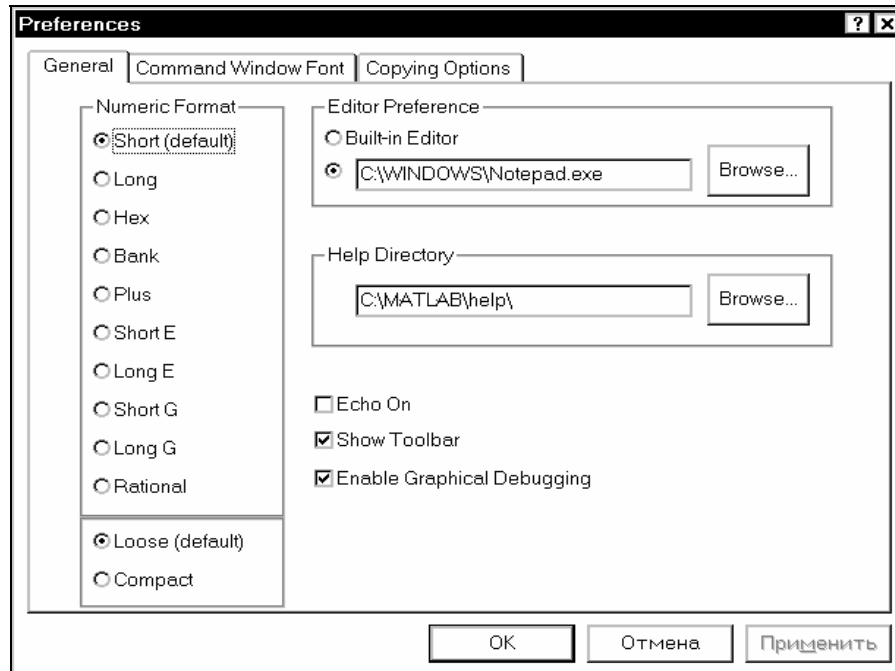 Preferences
General
Command Window Font
Copying Options
Numeric Format
Short (default)
Long
Hex
Bank
Plus
Short E
Long E
Short G
Long G
Rational
Loose (default)
Compact
Editor Preference
Built-in Editor
C:\WINDOWS\Notepad.exe
Browse...
Help Directory
C:\MATLAB\help\
Browse...
Echo On
Show Toolbar
Enable Graphical Debugging
OK
Отмена
Применить